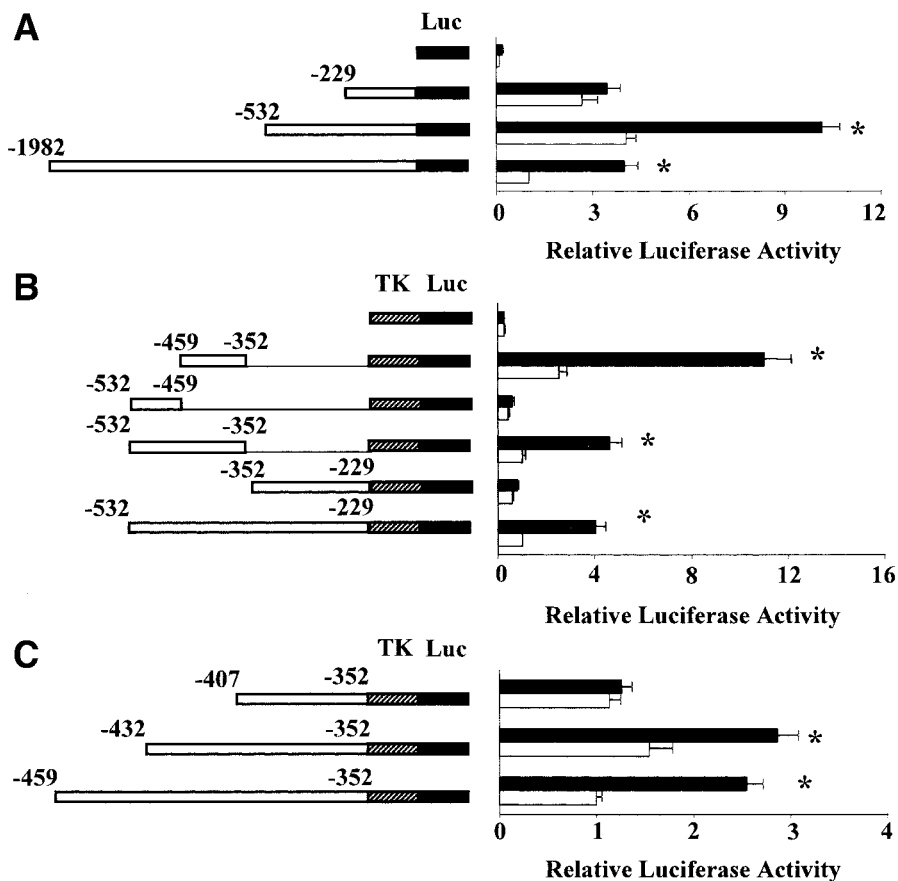 A
Luc
-229
-532
*
-1982
*
0 3 6 9 12
Relative Luciferase Activity
B
TK Luc
-459 -352
*
-532 -459
-532 -352
*
-352 -229
-532 -229
*
0 4 8 12 16
Relative Luciferase Activity
C
TK Luc
-407 -352
-432 -352
*
-459 -352
*
0 1 2 3 4
Relative Luciferase Activity